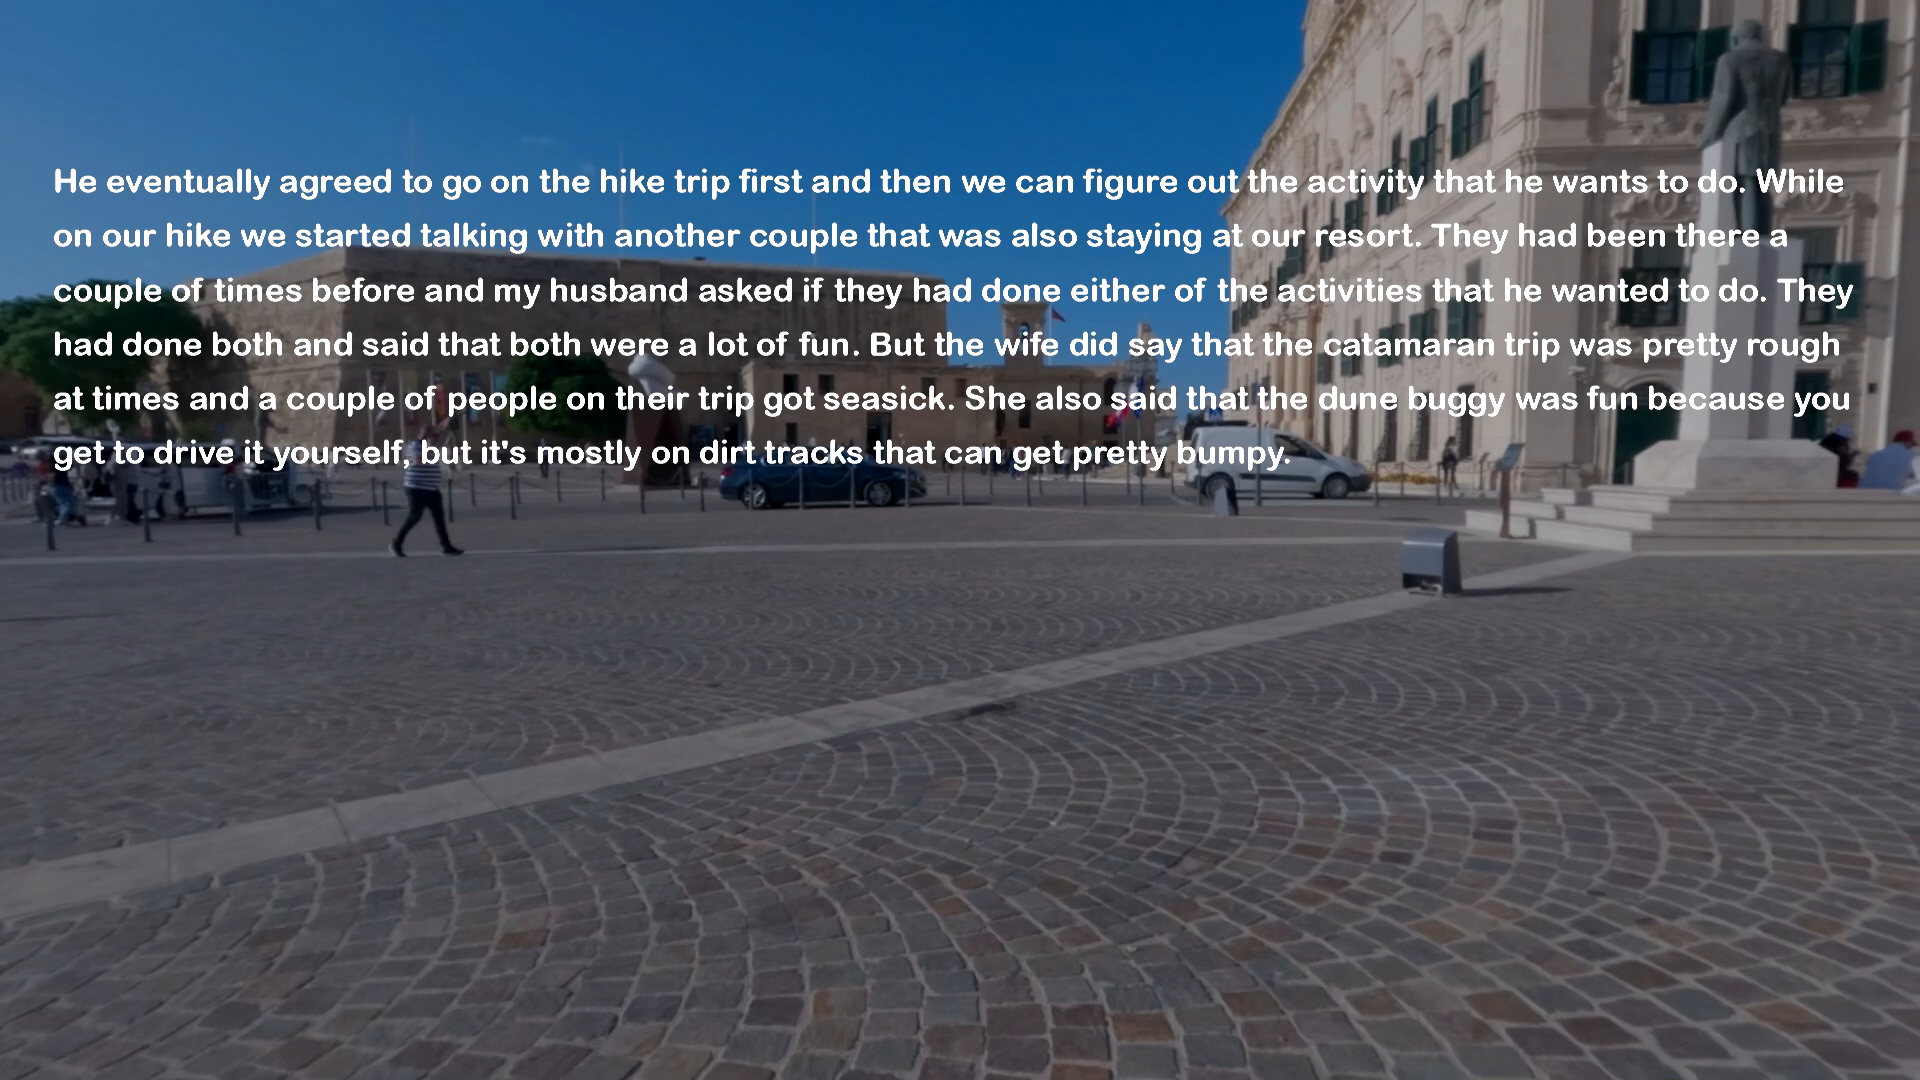 He eventually agreed to go on the hike trip first and then we can figure out the activity that he wants to do. While
on our hike we started talking with another couple that was also staying at our resort. They had been there a
couple of times before and my husband asked if they had done either of the activities that he wanted to do. They
had done both and said that both were a lot of fun. But the wife did say that the catamaran trip was pretty rough
at times and a couple of people on their trip got seasick. She also said that the dune buggy was fun because you
get to drive it yourself, but it's mostly on dirt tracks that can get pretty bumpy.